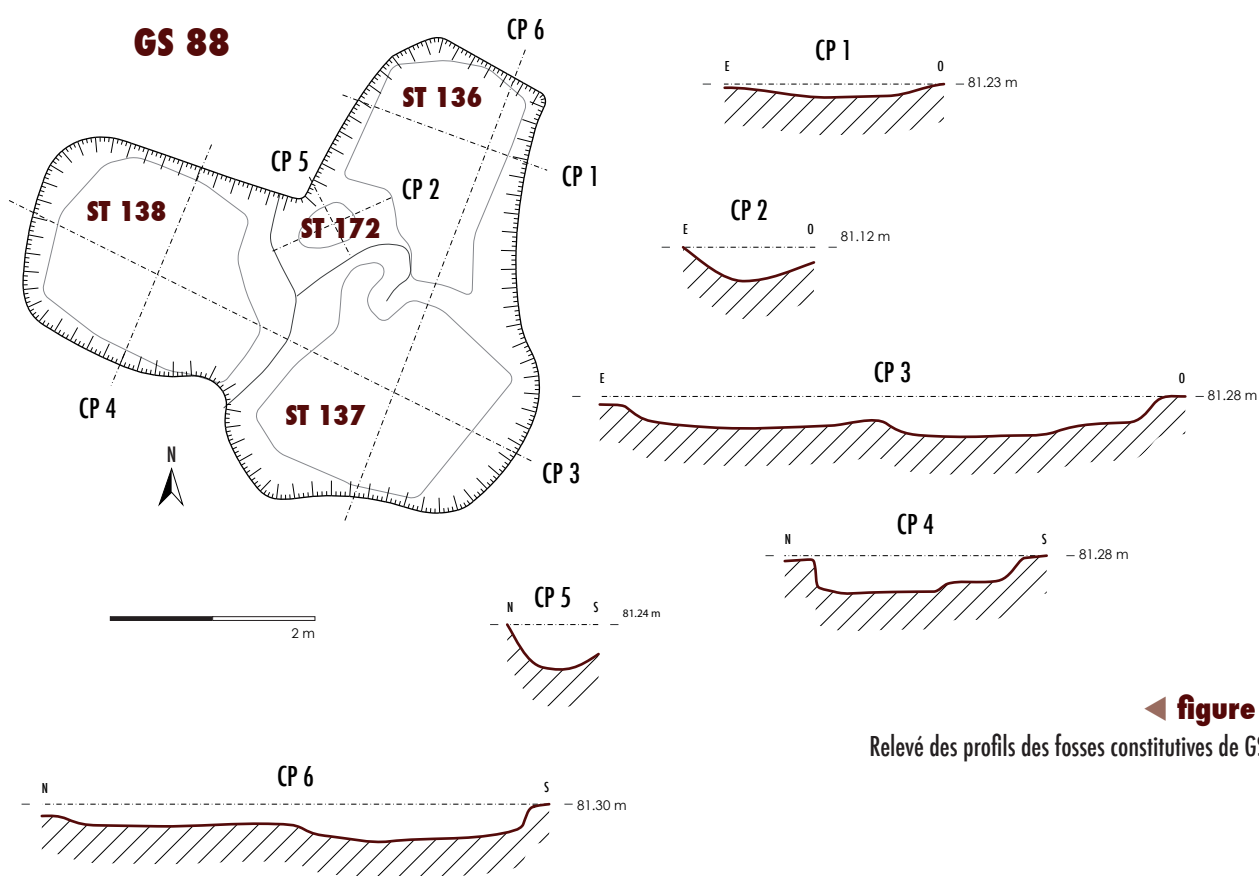 GS 88
CP 6
ST 136
CP 5
CP 2
CP 1
ST 138
ST 172
ST 137
CP 4
CP 3
N
2 m
CP 1
E
O
81.23 m
CP 2
E
O
81.12 m
CP 3
E
O
81.28 m
CP 4
N
S
81.28 m
CP 5
N
S
81.24 m
CP 6
N
S
81.30 m
figure
Relevé des profils des fosses constitutives de